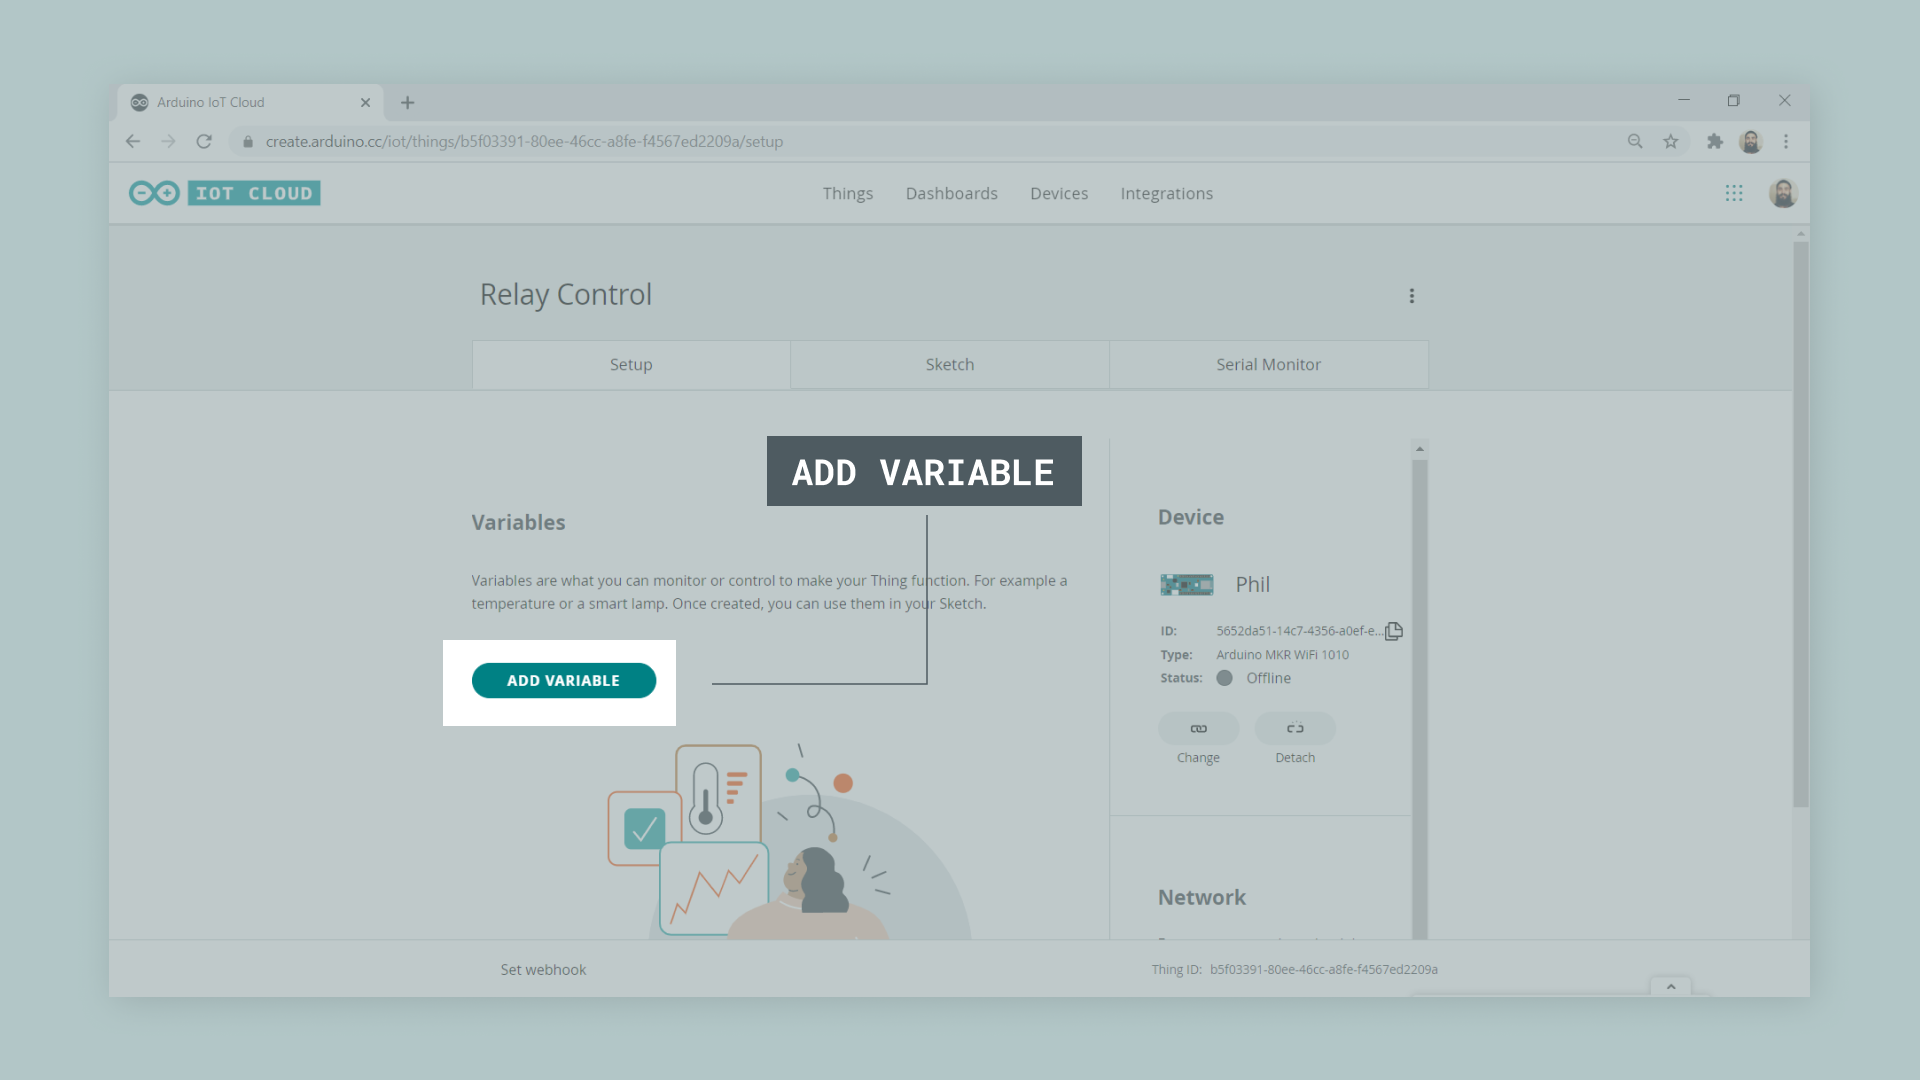 Arduino IoT Cloud
create.arduino.cc/iot/things/b5f03391-80ee-46cc-a8fe-f4567ed2209a/setup
IOT CLOUD
Things
Dashboards
Devices
Integrations
Relay Control
Setup
Sketch
Serial Monitor
ADD VARIABLE
Variables
Variables are what you can monitor or control to make your Thing function. For example a
temperature or a smart lamp. Once created, you can use them in your Sketch.
ADD VARIABLE
Device
Phil
ID: 5652da51-14c7-4356-a0ef-e...
Type: Arduino MKR WiFi 1010
Status: Offline
Change
Detach
Network
Set webhook
Thing ID: b5f03391-80ee-46cc-a8fe-f4567ed2209a